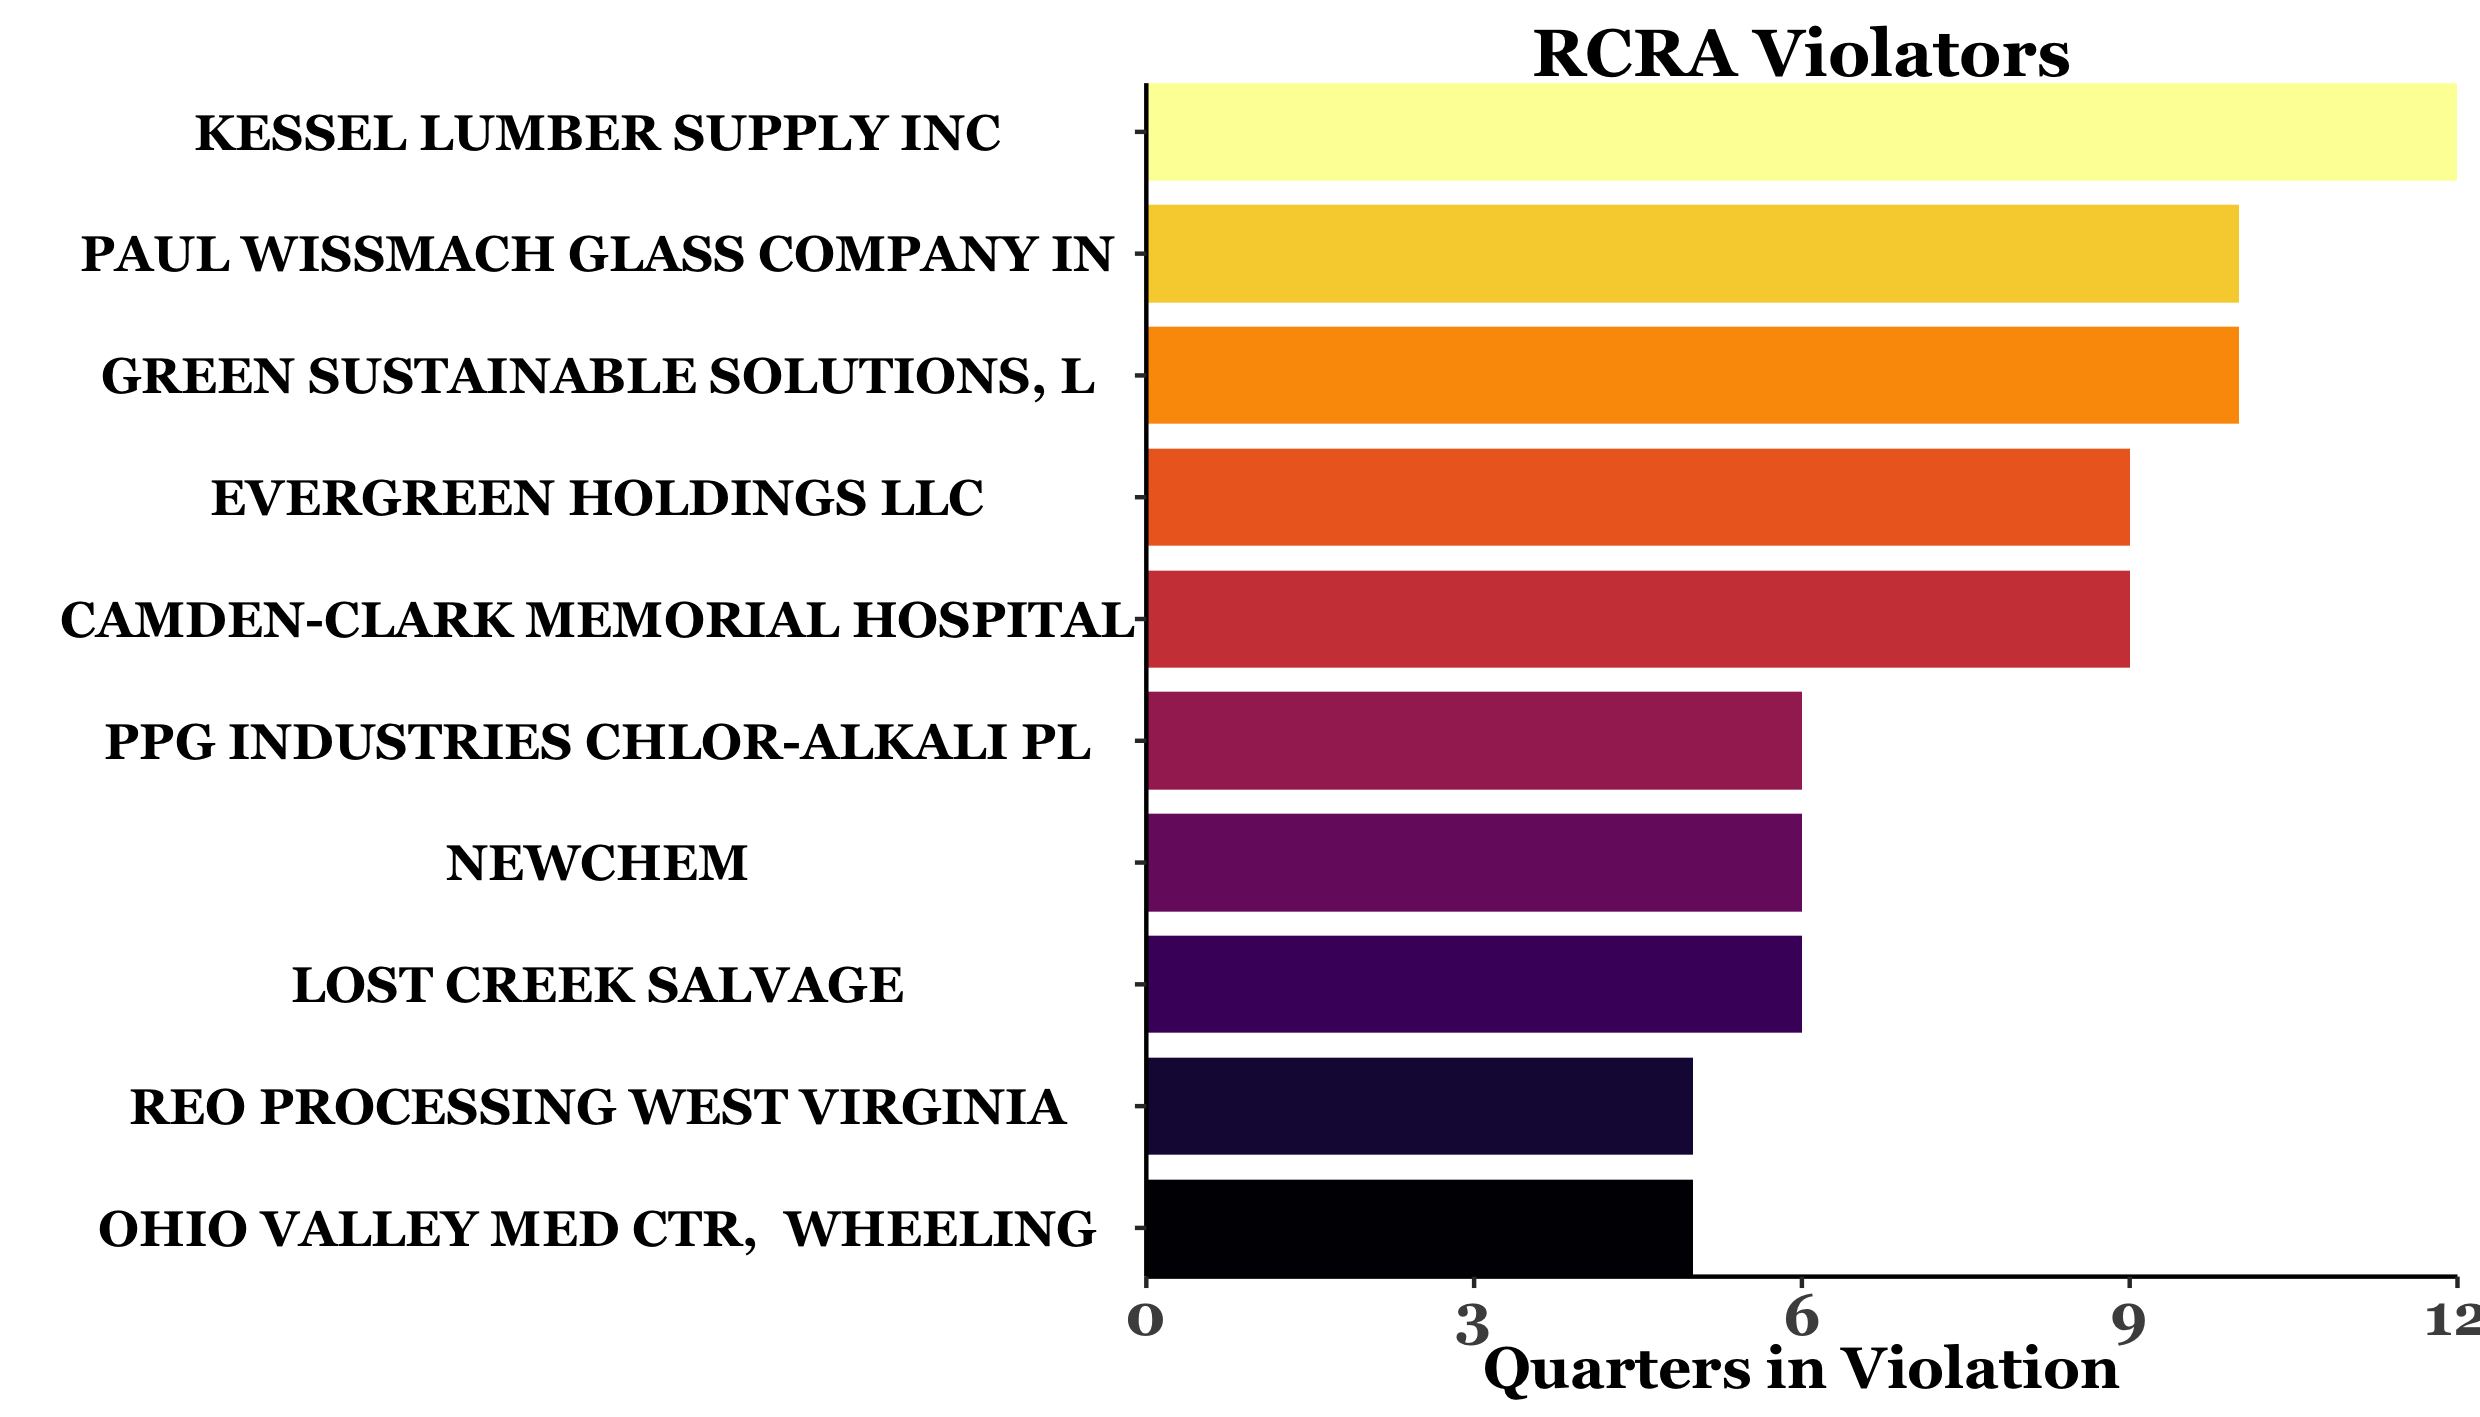 RCRA Violators
KESSEL LUMBER SUPPLY INC
PAUL WISSMACH GLASS COMPANY IN
GREEN SUSTAINABLE SOLUTIONS, L
EVERGREEN HOLDINGS LLC
CAMDEN-CLARK MEMORIAL HOSPITAL
PPG INDUSTRIES CHLOR-ALKALI PL
NEWCHEM
LOST CREEK SALVAGE
REO PROCESSING WEST VIRGINIA
OHIO VALLEY MED CTR,  WHEELING
0 3 6 9 12
Quarters in Violation